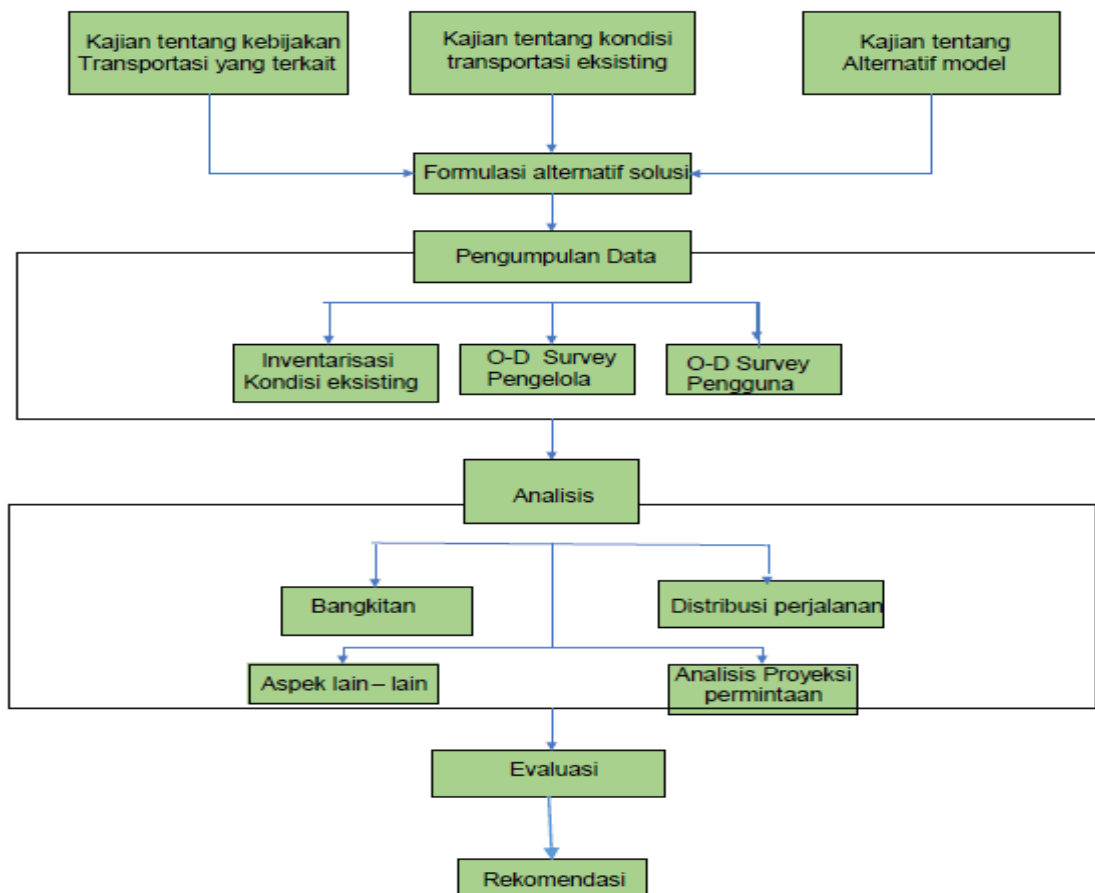 Kajian tentang kebijakan
Transportasi yang terkait
Kajian tentang kondisi
transportasi eksisting
Kajian tentang
Alternatif model
Formulasi alternatif solusi
Pengumpulan Data
Inventarisasi
Kondisi eksisting
O-D Survey
Pengelola
O-D Survey
Pengguna
Analisis
Bangkitan
Distribusi perjalanan
Aspek lain – lain
Analisis Proyeksi
permintaan
Evaluasi
Rekomendasi